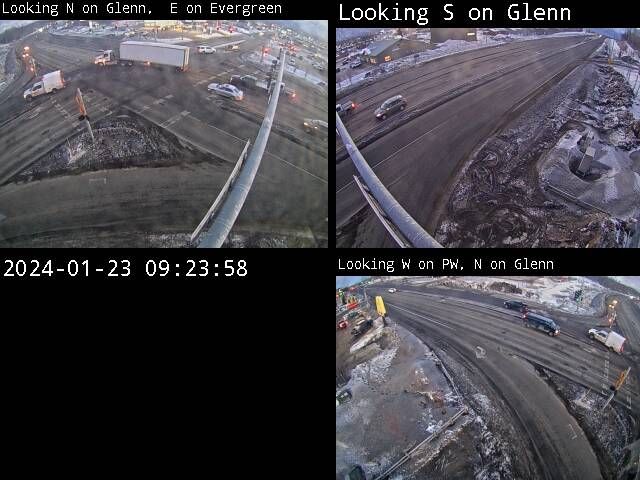 Looking N on Glenn,  E on Evergreen
Looking S on Glenn
2024-01-23 09:23:58
Looking W on PW, N on Glenn